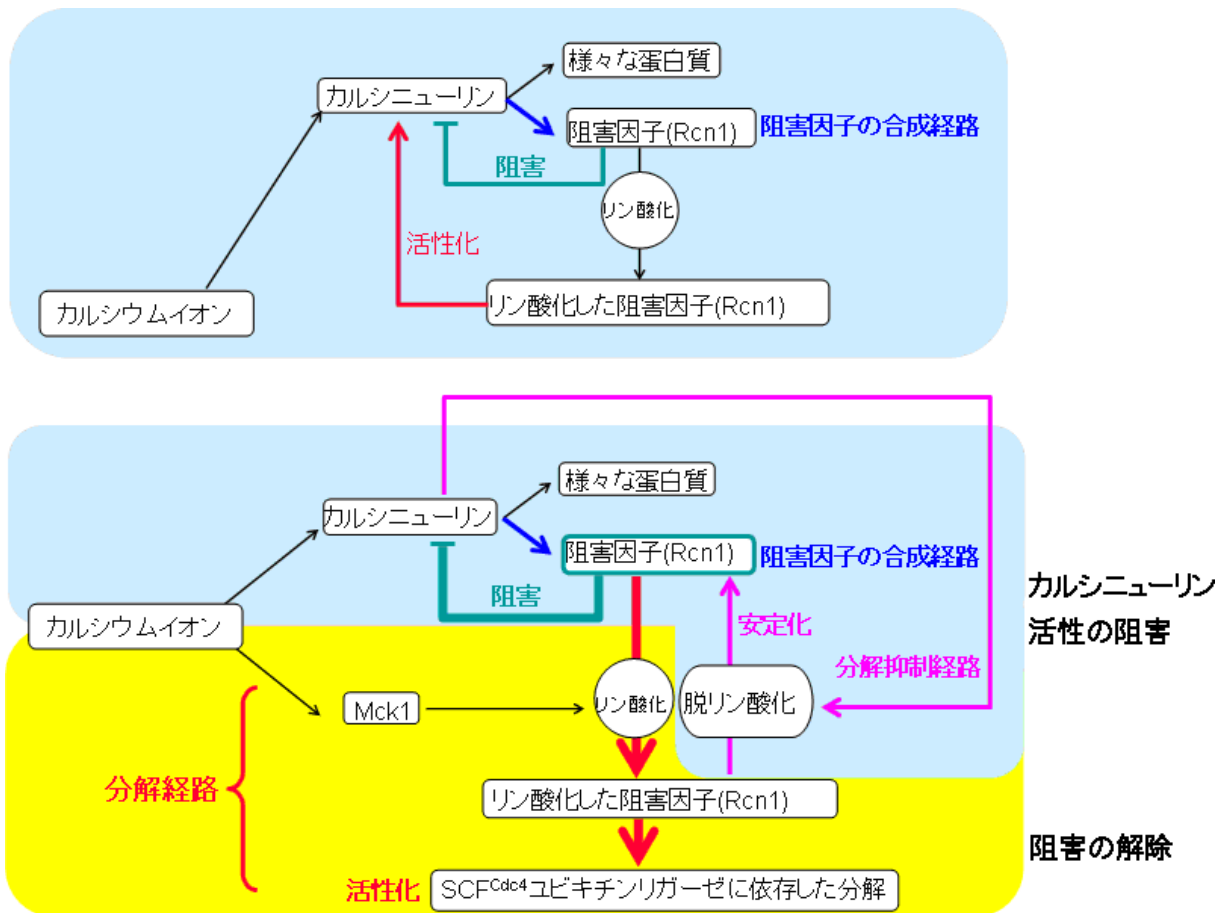 様々な蛋白質
カルシニューリン
阻害因子(Rcn1)
阻害因子の合成経路
阻害
リン酸化
活性化
リン酸化した阻害因子(Rcn1)
カルシウムイオン
様々な蛋白質
カルシニューリン
阻害因子(Rcn1)
阻害因子の合成経路
カルシニューリン
活性の阻害
阻害
カルシウムイオン
安定化
分解抑制経路
Mck1
リン酸化
脱リン酸化
分解経路
リン酸化した阻害因子(Rcn1)
阻害の解除
活性化
SCFCdc4ユビキチンリガーゼに依存した分解